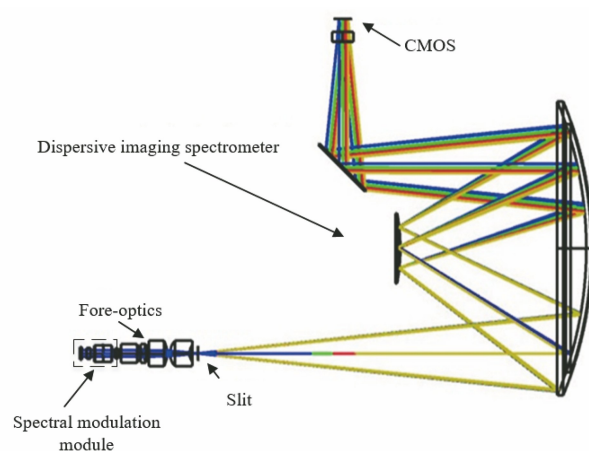 CMOS
Dispersive imaging spectrometer
Fore-optics
Slit
Spectral modulation
module